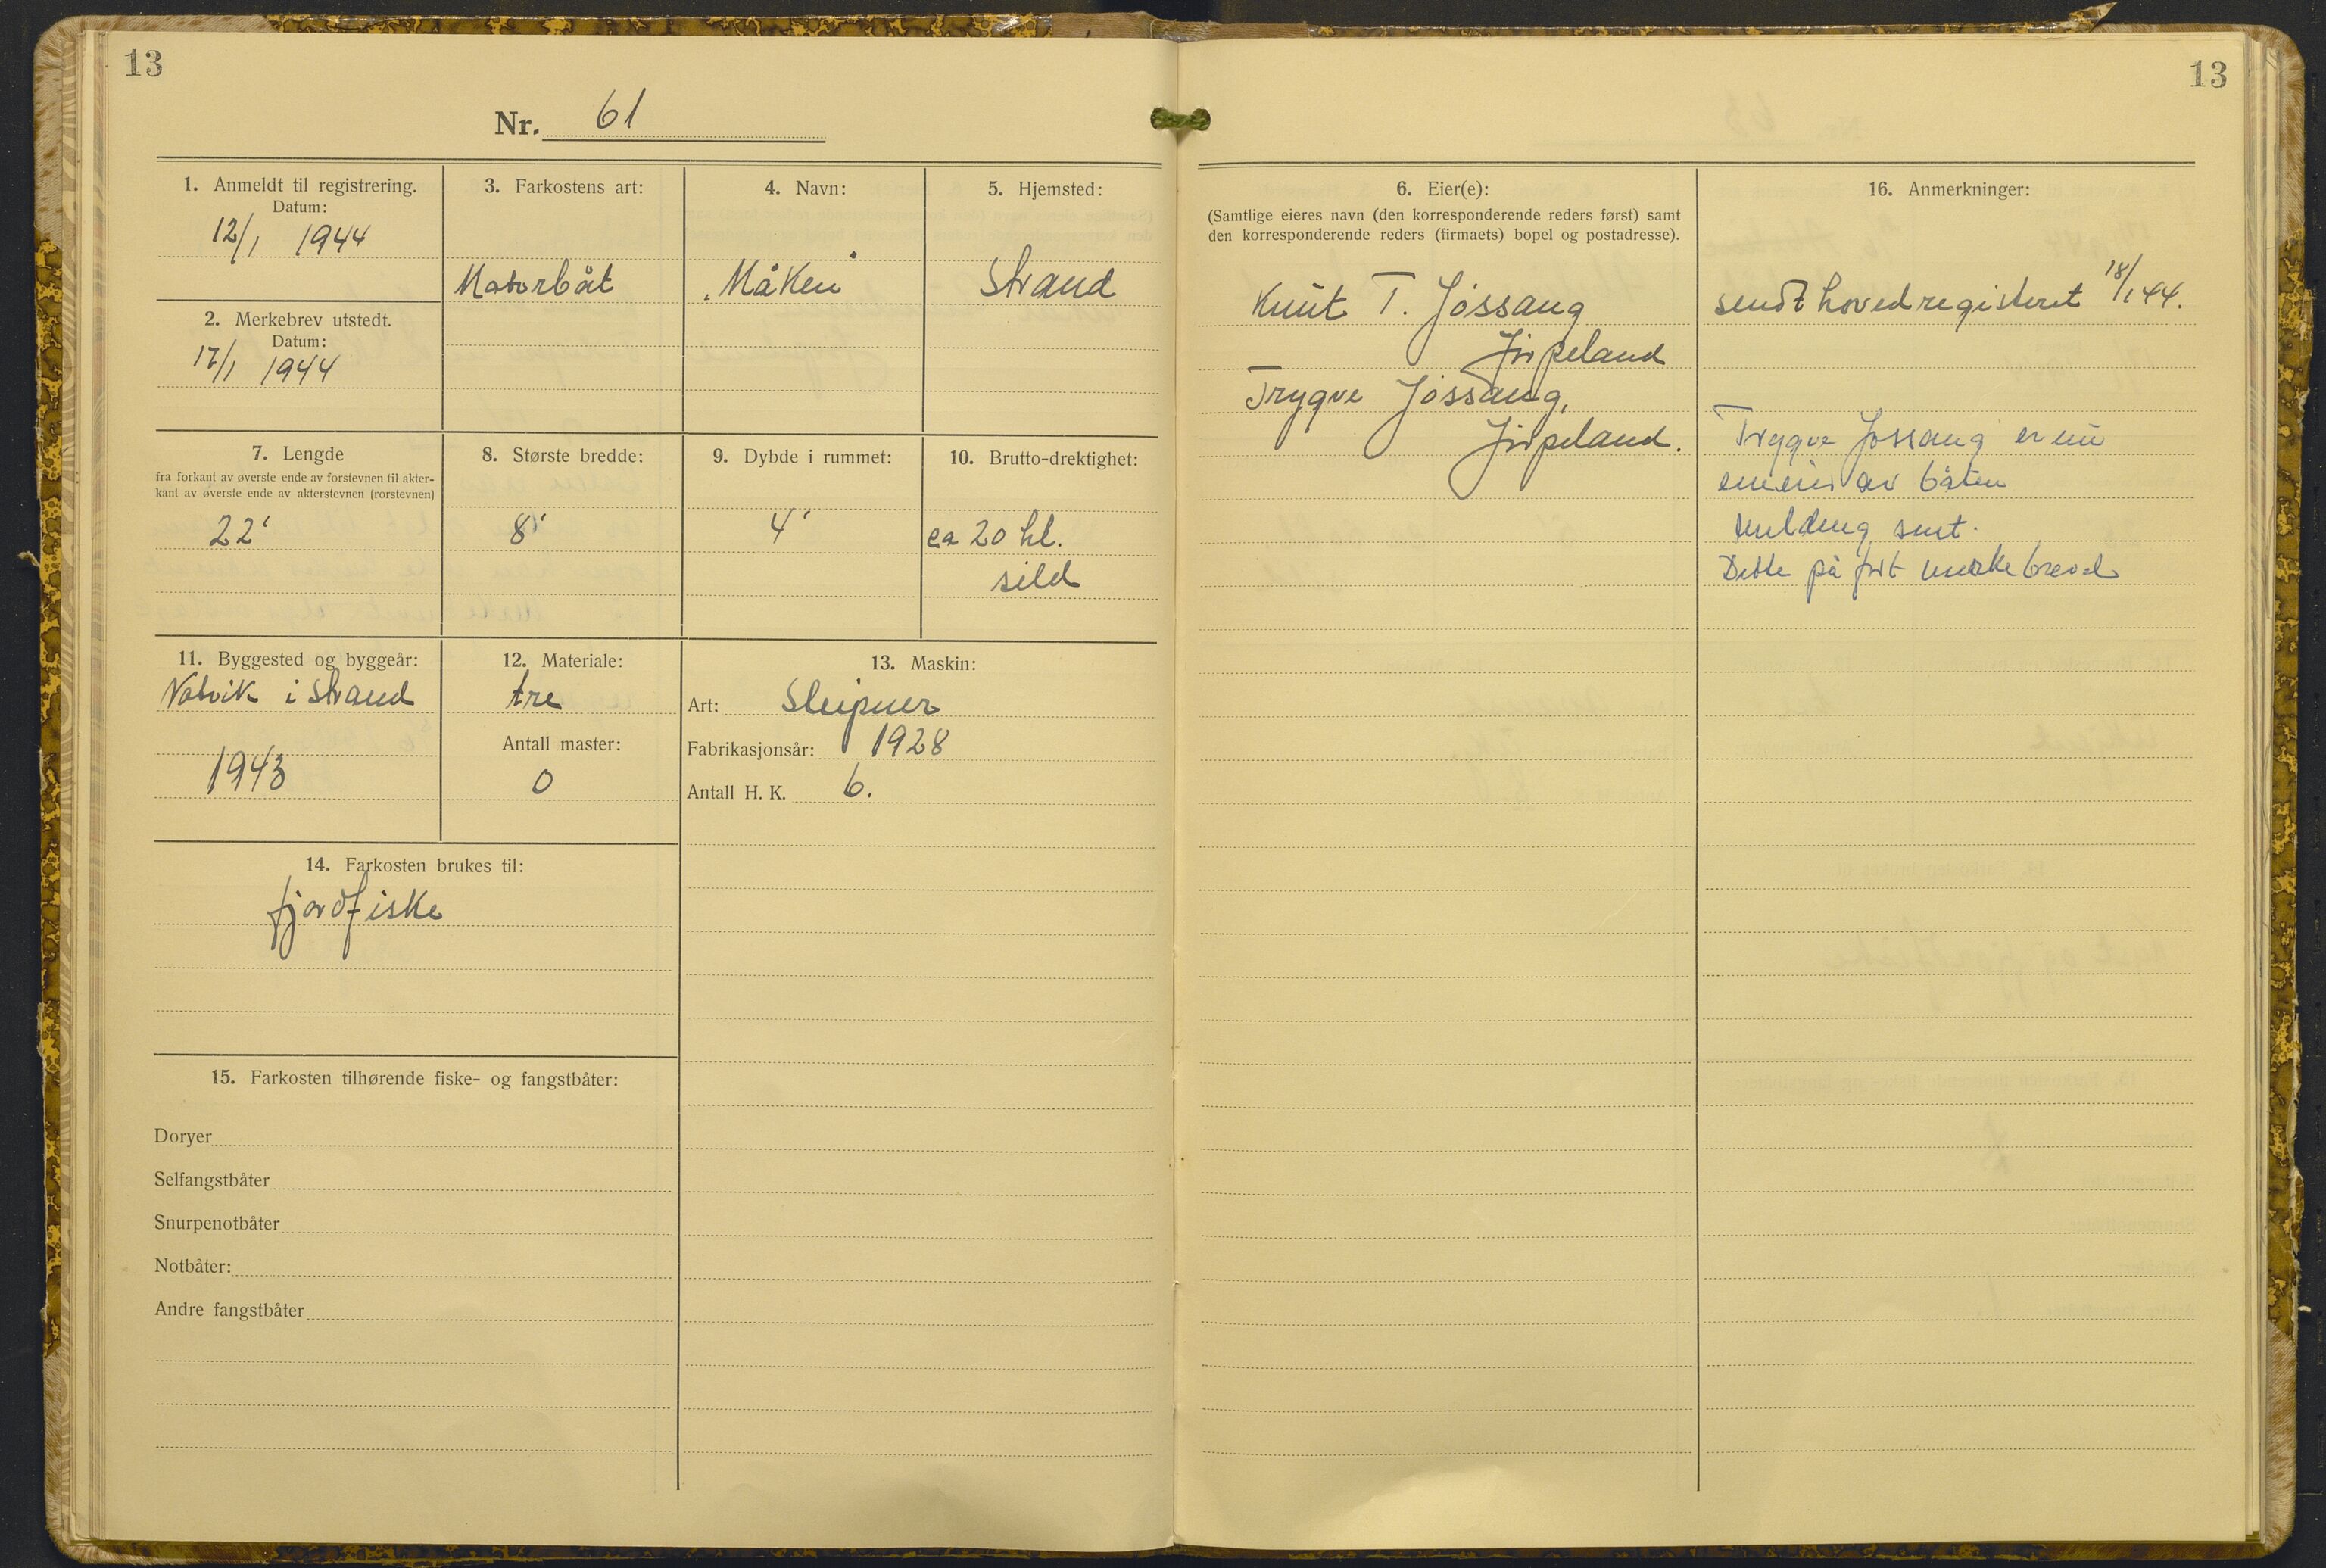 13
Nr. 61
1. Anmeldt til registrering.
Datum:
12/1 1944
2. Merkebrev utstedt.
Datum:
17/1 1944
3. Farkostens art:
Motorbåt
4. Navn:
"Måken"
5. Hjemsted:
Strand
7. Lengde
fra forkant av øverste ende av forstevnen til akter-
kant av øverste ende av akterstevnen (rorstevnen)
22'
8. Største bredde:
8'
9. Dybde i rummet:
4'
10. Brutto-drektighet:
ca 20 hl.
sild
11. Byggested og byggeår:
Notvik i Strand
1943
12. Materiale:
tre
Antall master:
0
13. Maskin:
Art: Sleipner
Fabrikasjonsår: 1928
Antall H. K. 6.
14. Farkosten brukes til:
fjordfiske
15. Farkosten tilhørende fiske- og fangstbåter:
Doryer
Selfangstbåter
Snurpenotbåter
Notbåter:
Andre fangstbåter
13
6. Eier(e):
(Samtlige eieres navn (den korresponderende reders først) samt
den korresponderende reders (firmaets) bopel og postadresse).
Knut T. Jøssang
Jørpeland
Trygve Jøssang,
Jørpeland.
16. Anmerkninger:
sendt hovedregisteret 18/1 44.
Trygve Jøssang er nu
eneeier av båten
melding sent.
Dette på ført merkebrevet